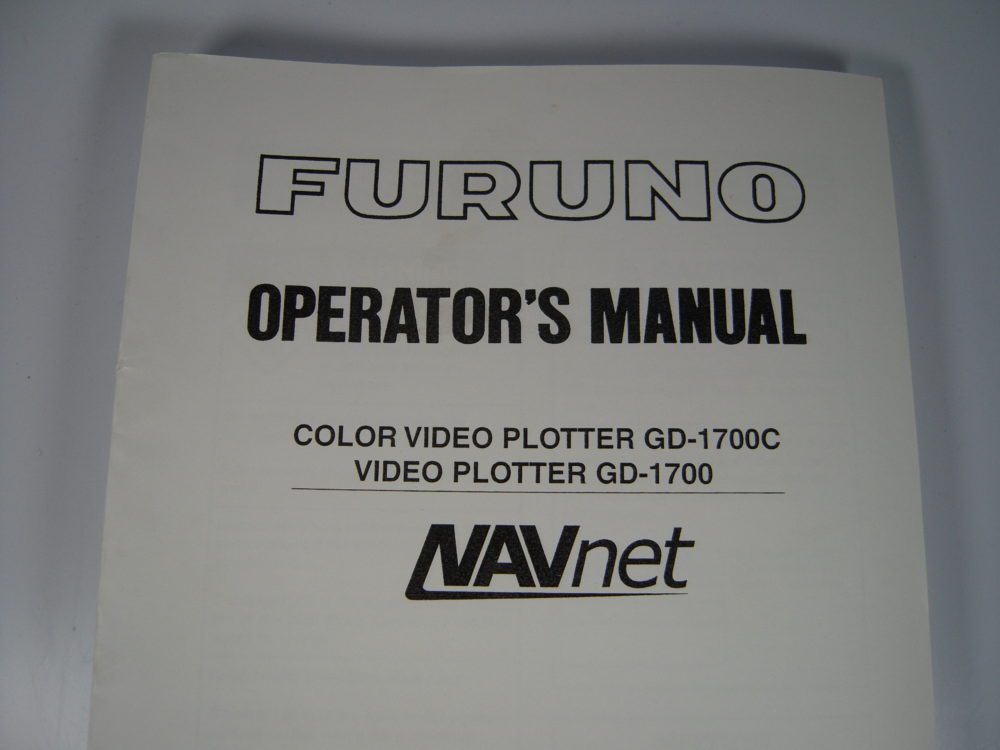 FURUNO
OPERATOR'S MANUAL
COLOR VIDEO PLOTTER GD-1700C
VIDEO PLOTTER GD-1700
NAVnet